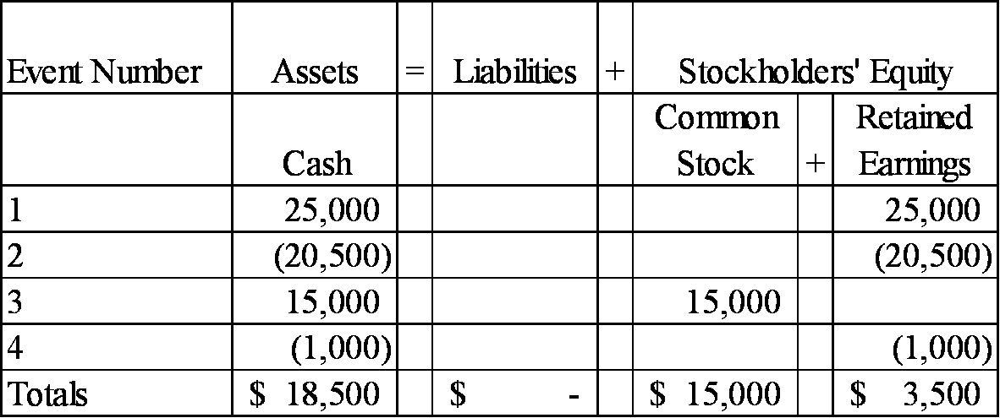 Event Number Assets = Liabilities + Stockholders' Equity
Common Retained
Cash Stock + Earnings
1 25,000 25,000
2 (20,500) (20,500)
3 15,000 15,000
4 (1,000) (1,000)
Totals $ 18,500 $ - $ 15,000 $ 3,500